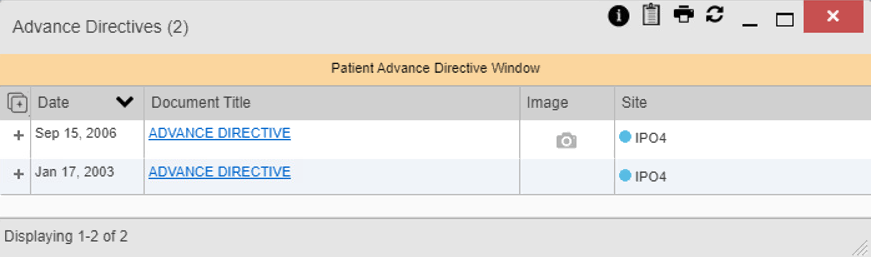 Advance Directives (2)
Patient Advance Directive Window
Date Document Title Image Site
Sep 15, 2006 ADVANCE DIRECTIVE IPO4
Jan 17, 2003 ADVANCE DIRECTIVE IPO4
Displaying 1-2 of 2